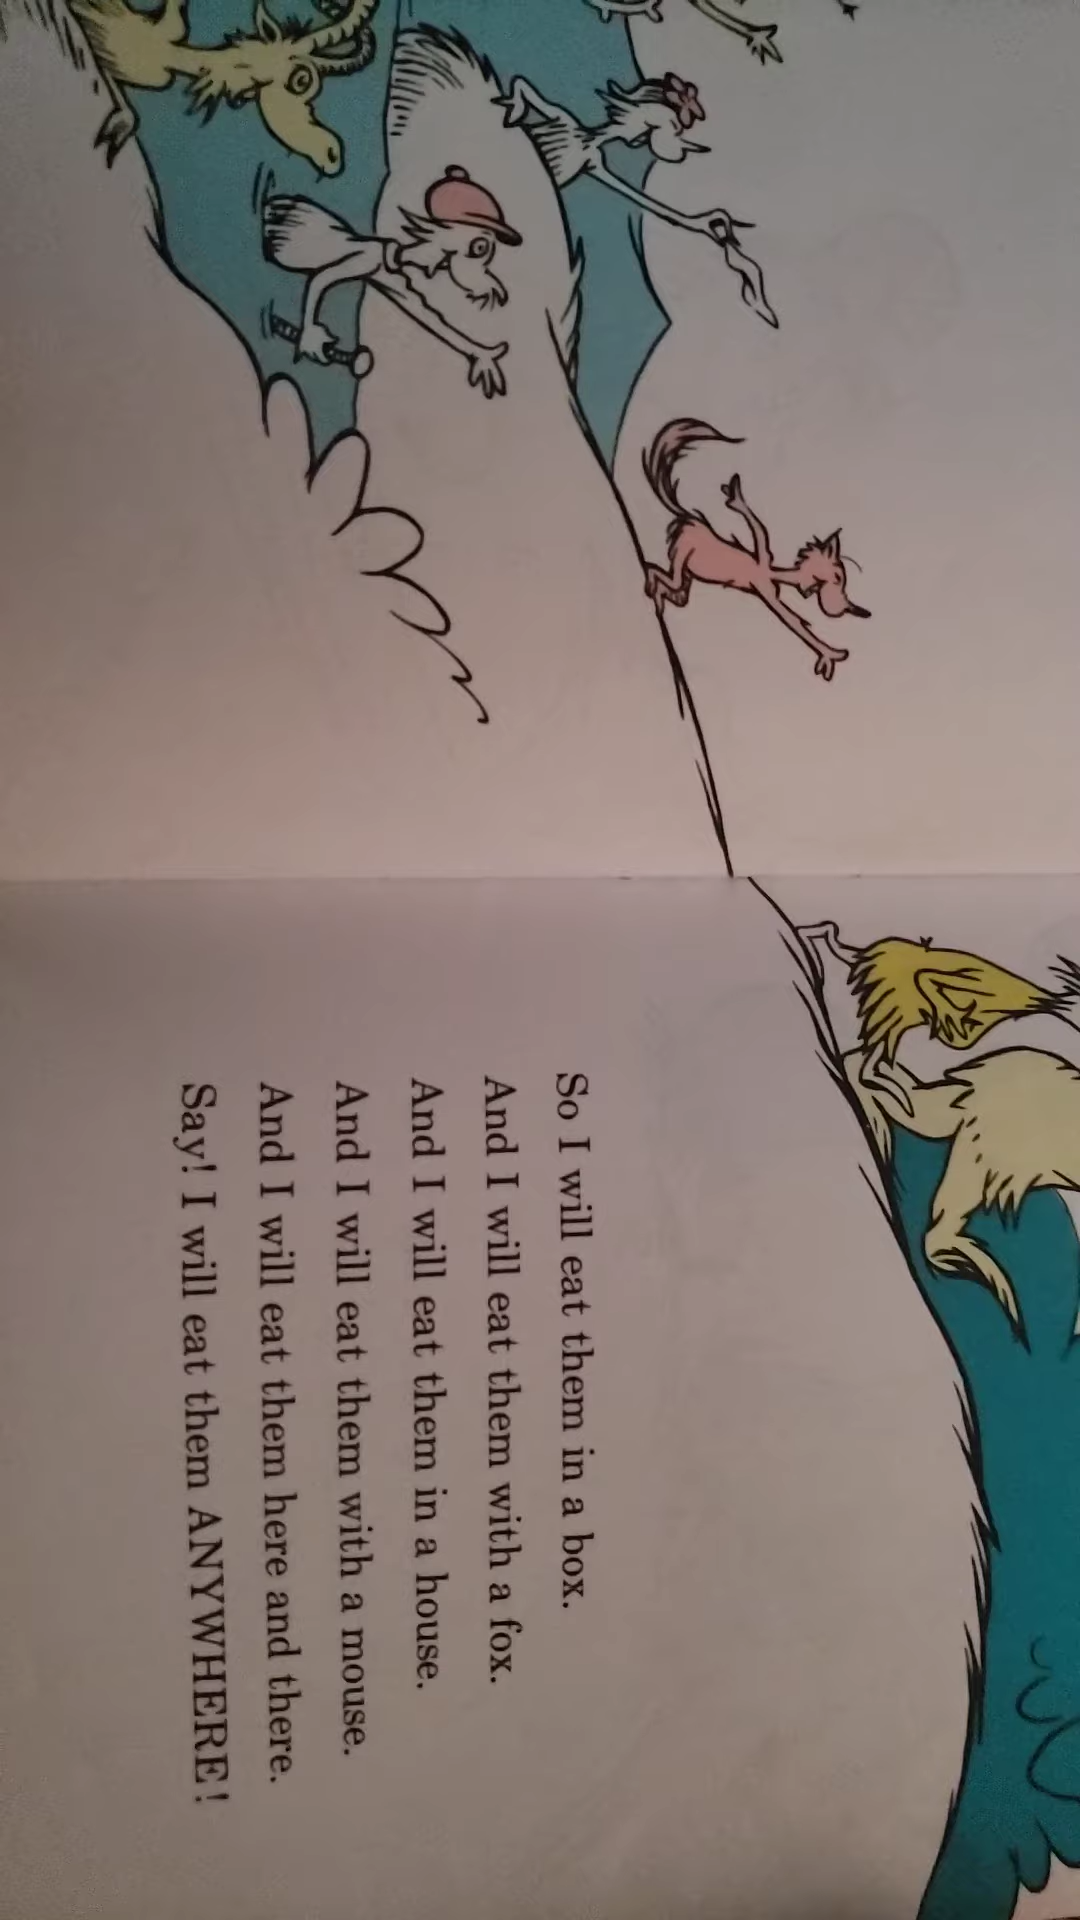 So I will eat them in a box.
And I will eat them with a fox.
And I will eat them in a house.
And I will eat them with a mouse.
And I will eat them here and there.
Say! I will eat them ANYWHERE!